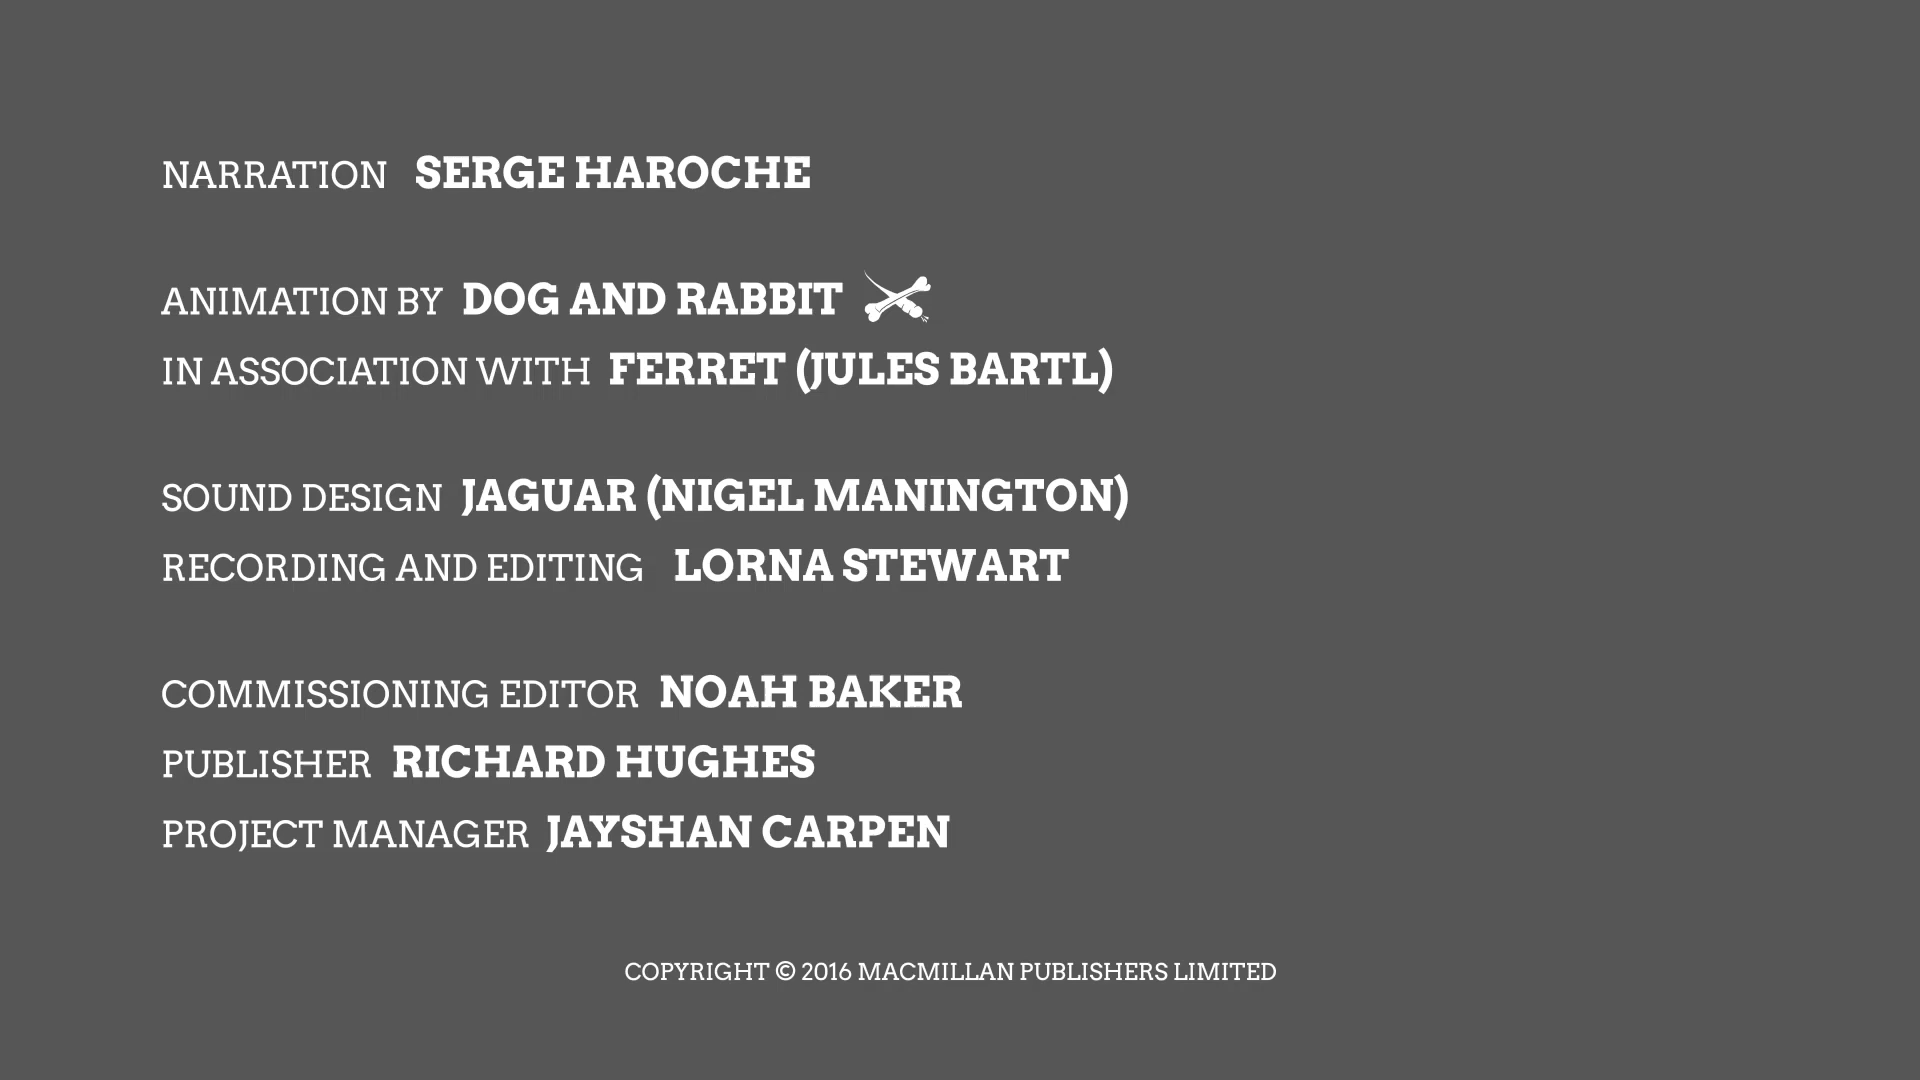 NARRATION SERGE HAROCHE
ANIMATION BY DOG AND RABBIT
IN ASSOCIATION WITH FERRET (JULES BARTL)
SOUND DESIGN JAGUAR (NIGEL MANINGTON)
RECORDING AND EDITING LORNA STEWART
COMMISSIONING EDITOR NOAH BAKER
PUBLISHER RICHARD HUGHES
PROJECT MANAGER JAYSHAN CARPEN
COPYRIGHT © 2016 MACMILLAN PUBLISHERS LIMITED